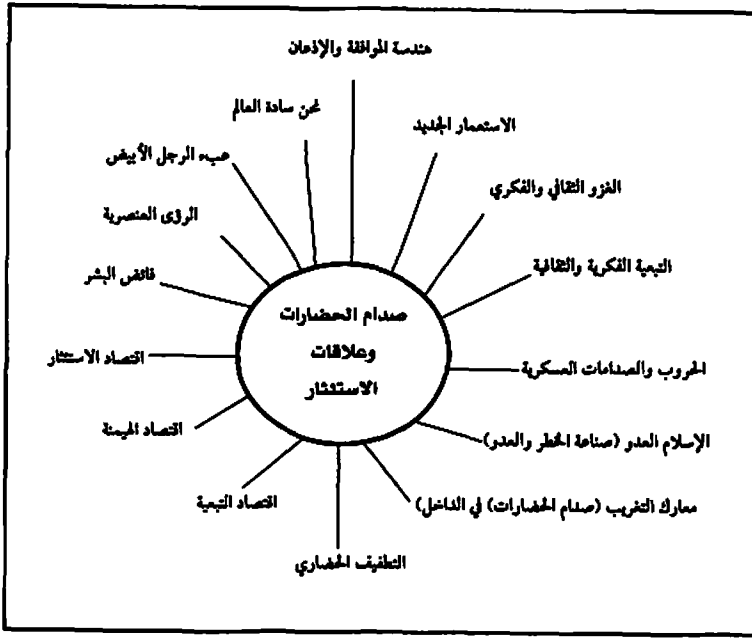 هندسة الموافقة والإذعان
نحن سادة العالم
الاستعمار الجديد
عبء الرجل الأبيض
الغزو الثقافي والفكري
الرؤى العنصرية
التبعية الفكرية والثقافية
فائض البشر
صدام الحضارات
وعلاقات
الاستئثار
اقتصاد الاستئثار
الحروب والصدامات العسكرية
اقتصاد الهيمنة
الإسلام العدو (صناعة الخطر والعدو)
اقتصاد التبعية
معارك التغريب (صدام الحضارات) في الداخل)
التطفيف الحضاري